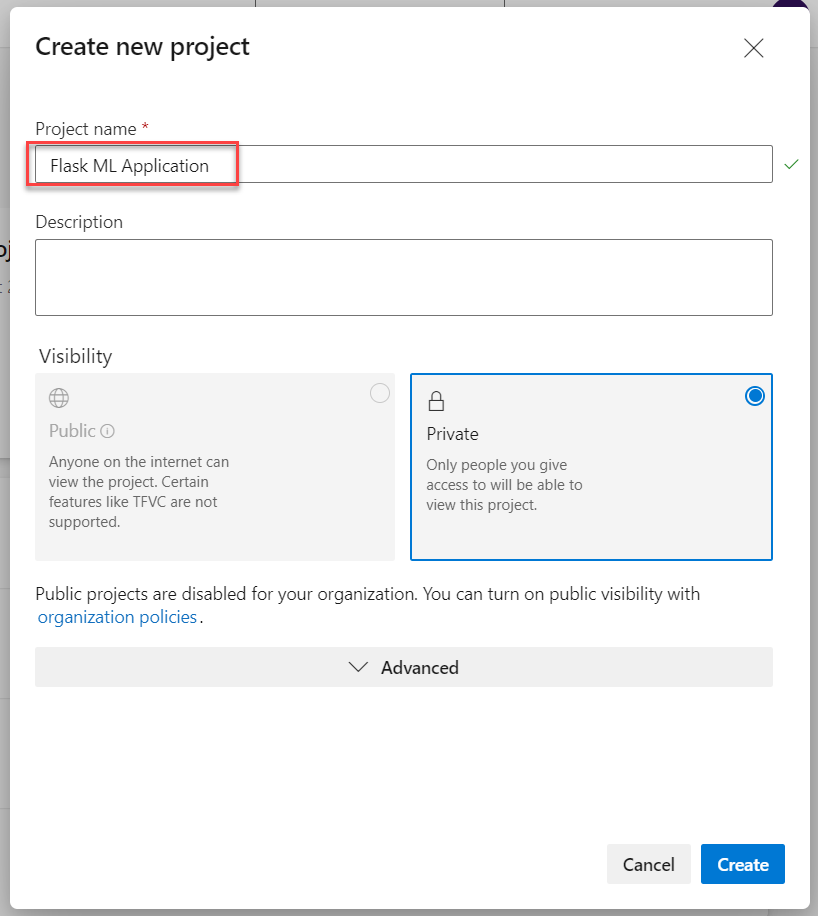 Create new project
Project name *
Flask ML Application
Description
Visibility
Public
Anyone on the internet can
view the project. Certain
features like TFVC are not
supported.
Private
Only people you give
access to will be able to
view this project.
Public projects are disabled for your organization. You can turn on public visibility with
organization policies.
Advanced
Cancel
Create